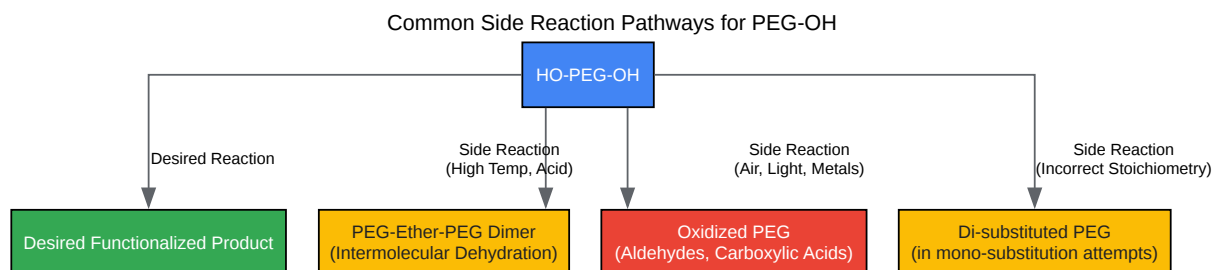 Common Side Reaction Pathways for PEG-OH
HO-PEG-OH
Desired Reaction
Side Reaction
(High Temp, Acid)
Side Reaction
(Air, Light, Metals)
Side Reaction
(Incorrect Stoichiometry)
Desired Functionalized Product
PEG-Ether-PEG Dimer
(Intermolecular Dehydration)
Oxidized PEG
(Aldehydes, Carboxylic Acids)
Di-substituted PEG
(in mono-substitution attempts)